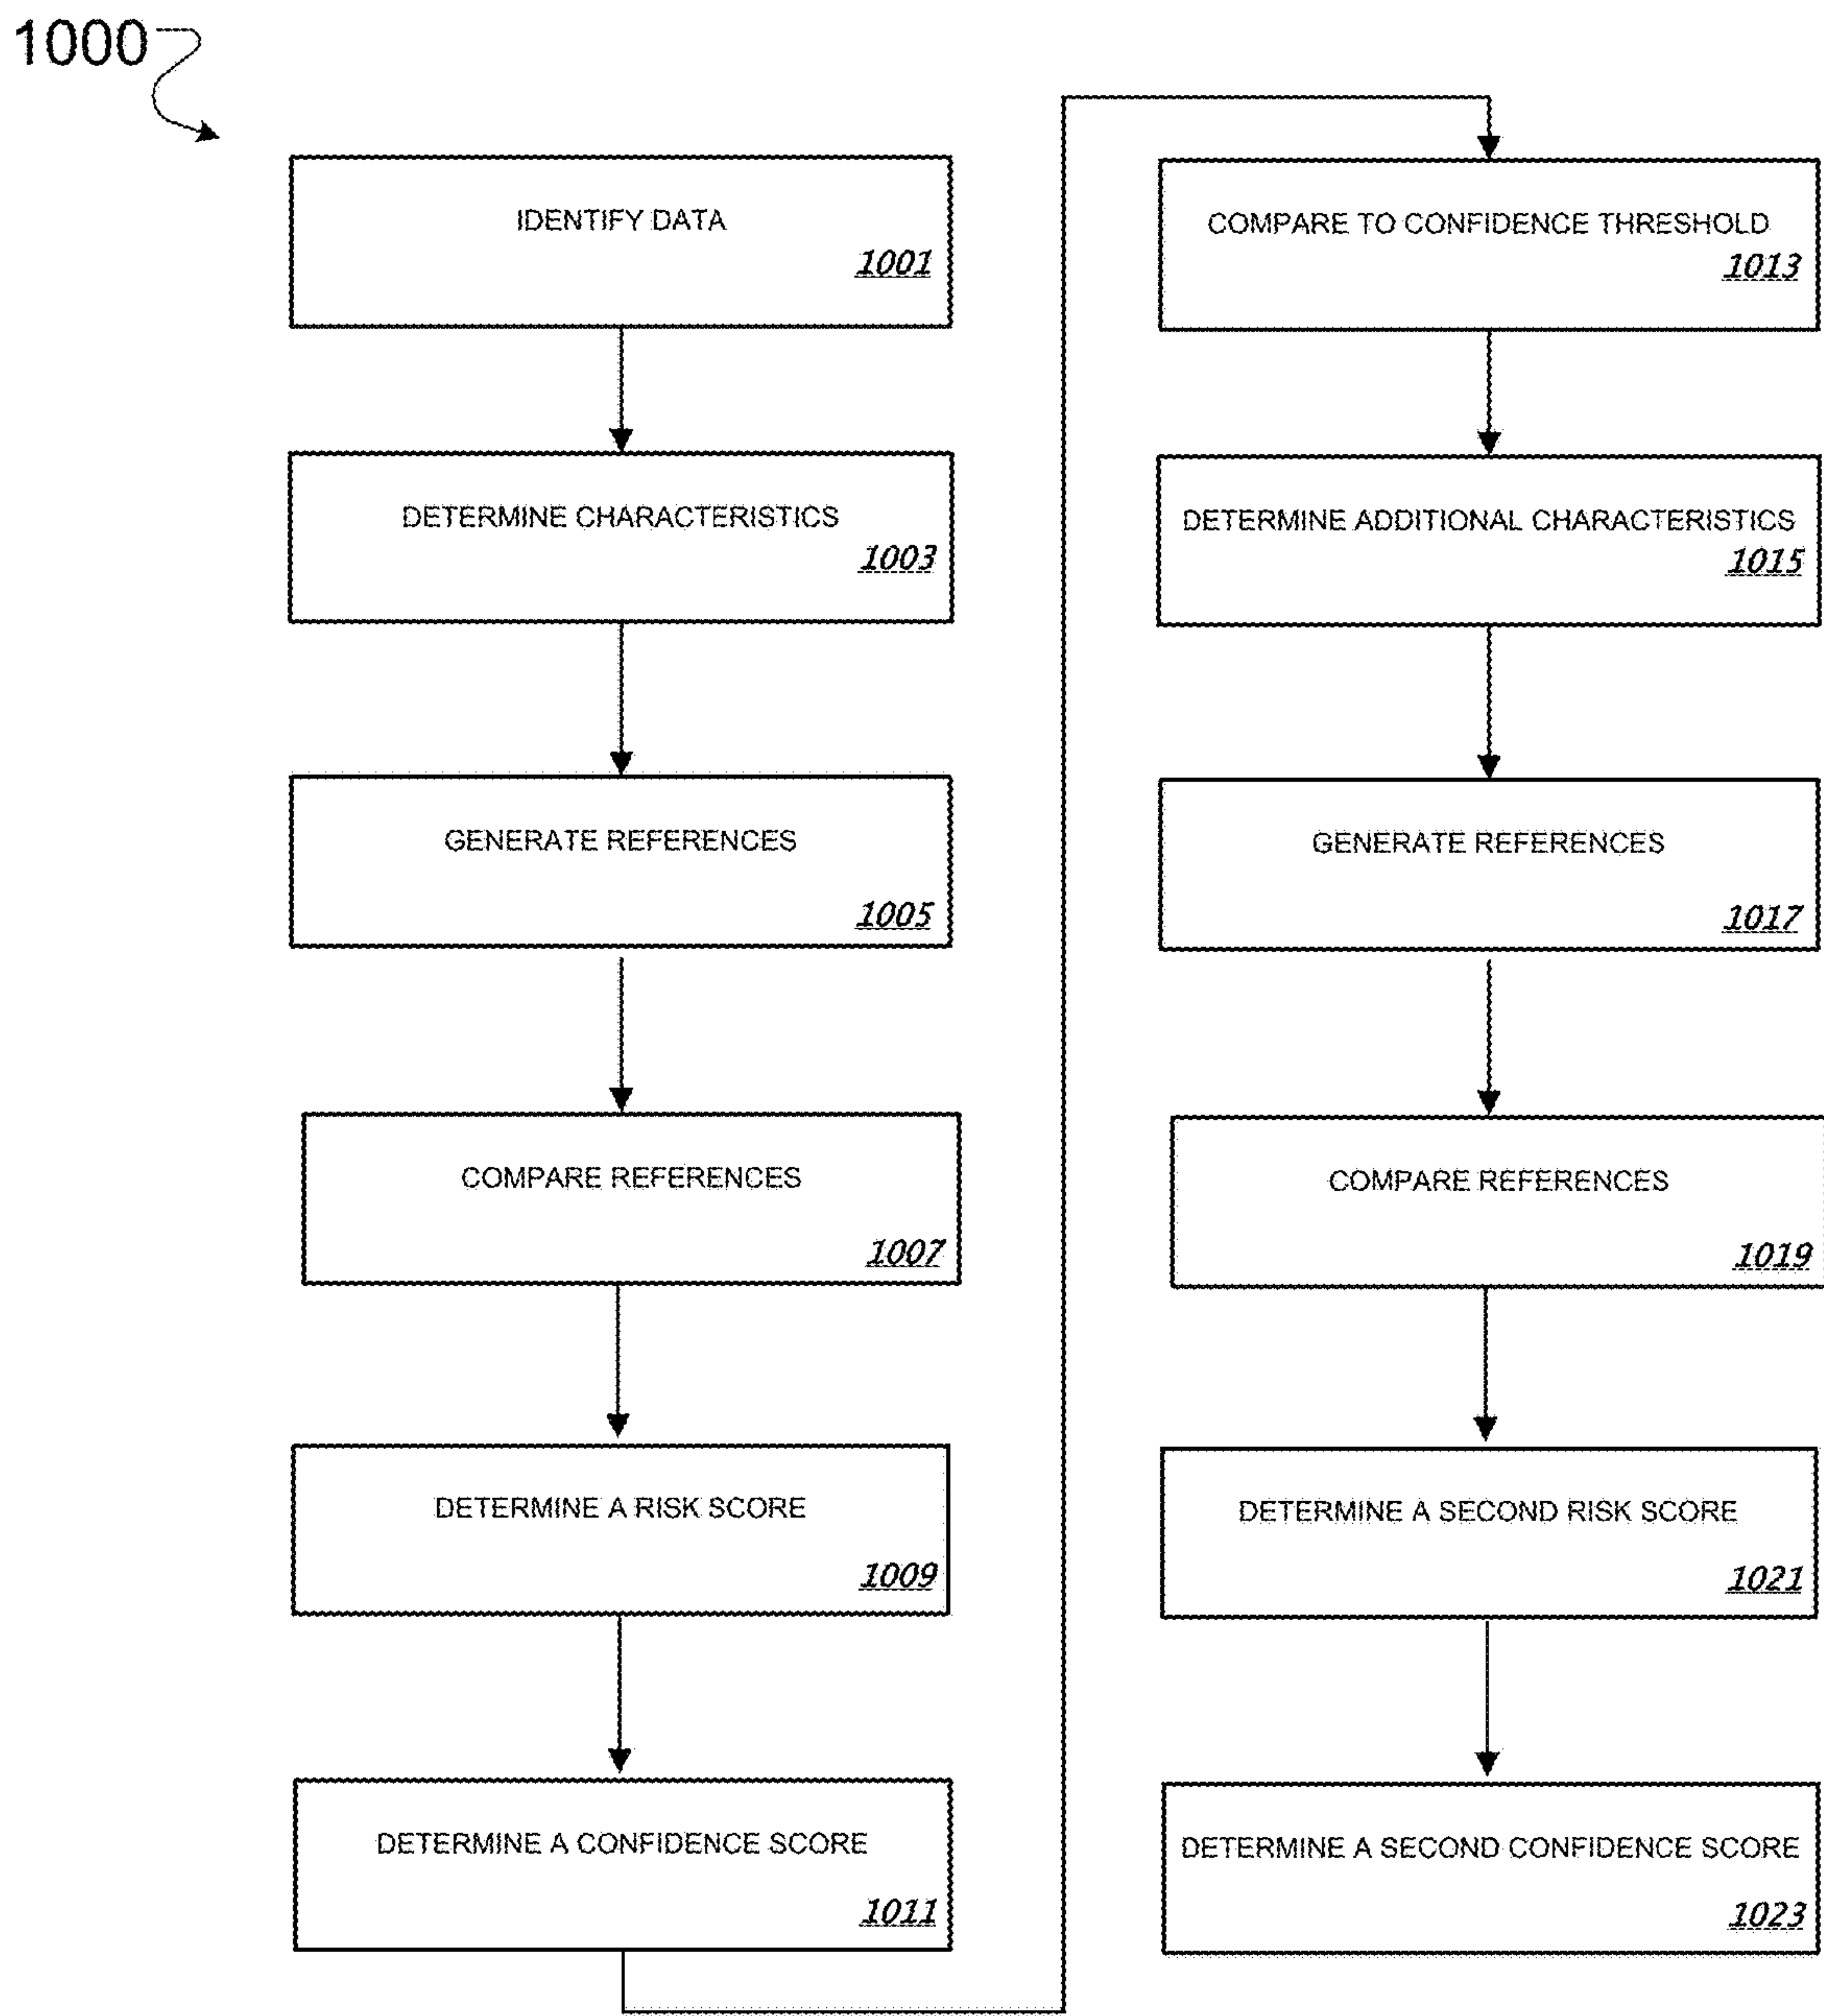 1000
IDENTIFY DATA
1001
DETERMINE CHARACTERISTICS
1003
GENERATE REFERENCES
1005
COMPARE REFERENCES
1007
DETERMINE A RISK SCORE
1009
DETERMINE A CONFIDENCE SCORE
1011
COMPARE TO CONFIDENCE THRESHOLD
1013
DETERMINE ADDITIONAL CHARACTERISTICS
1015
GENERATE REFERENCES
1017
COMPARE REFERENCES
1019
DETERMINE A SECOND RISK SCORE
1021
DETERMINE A SECOND CONFIDENCE SCORE
1023